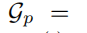 𝒢ₚ =